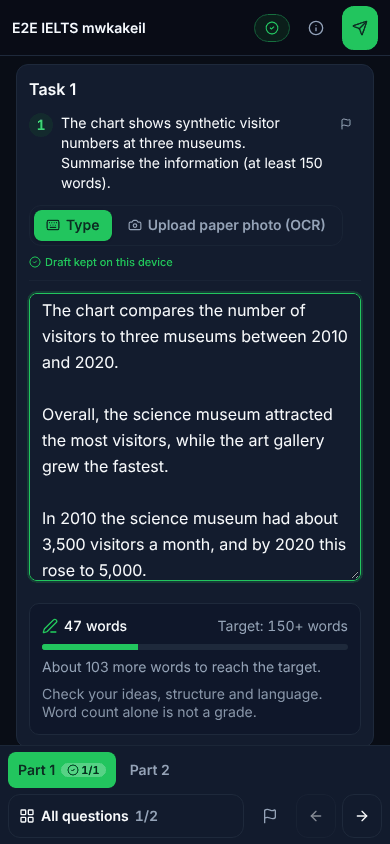 E2E IELTS mwkakeil
Task 1
1 The chart shows synthetic visitor
numbers at three museums.
Summarise the information (at least 150
words).
Type Upload paper photo (OCR)
Draft kept on this device
The chart compares the number of
visitors to three museums between 2010
and 2020.
Overall, the science museum attracted
the most visitors, while the art gallery
grew the fastest.
In 2010 the science museum had about
3,500 visitors a month, and by 2020 this
rose to 5,000.
47 words Target: 150+ words
About 103 more words to reach the target.
Check your ideas, structure and language.
Word count alone is not a grade.
Part 1 1/1 Part 2
All questions 1/2